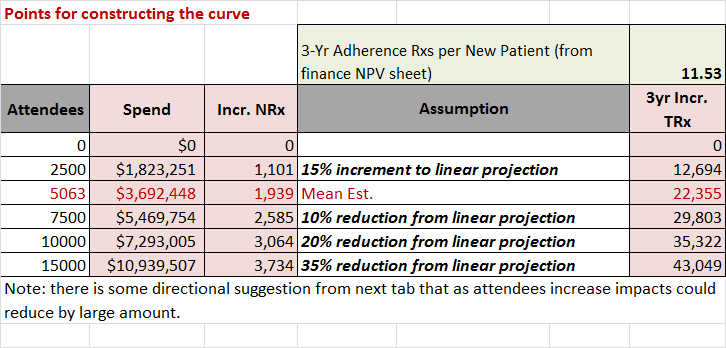 Points for constructing the curve
3-Yr Adherence Rxs per New Patient (from
finance NPV sheet) 11.53
Attendees Spend Incr. NRx Assumption 3yr Incr.
TRx
0 $0 0 0
2500 $1,823,251 1,101 15% increment to linear projection 12,694
5063 $3,692,448 1,939 Mean Est. 22,355
7500 $5,469,754 2,585 10% reduction from linear projection 29,803
10000 $7,293,005 3,064 20% reduction from linear projection 35,322
15000 $10,939,507 3,734 35% reduction from linear projection 43,049
Note: there is some directional suggestion from next tab that as attendees increase impacts could
reduce by large amount.